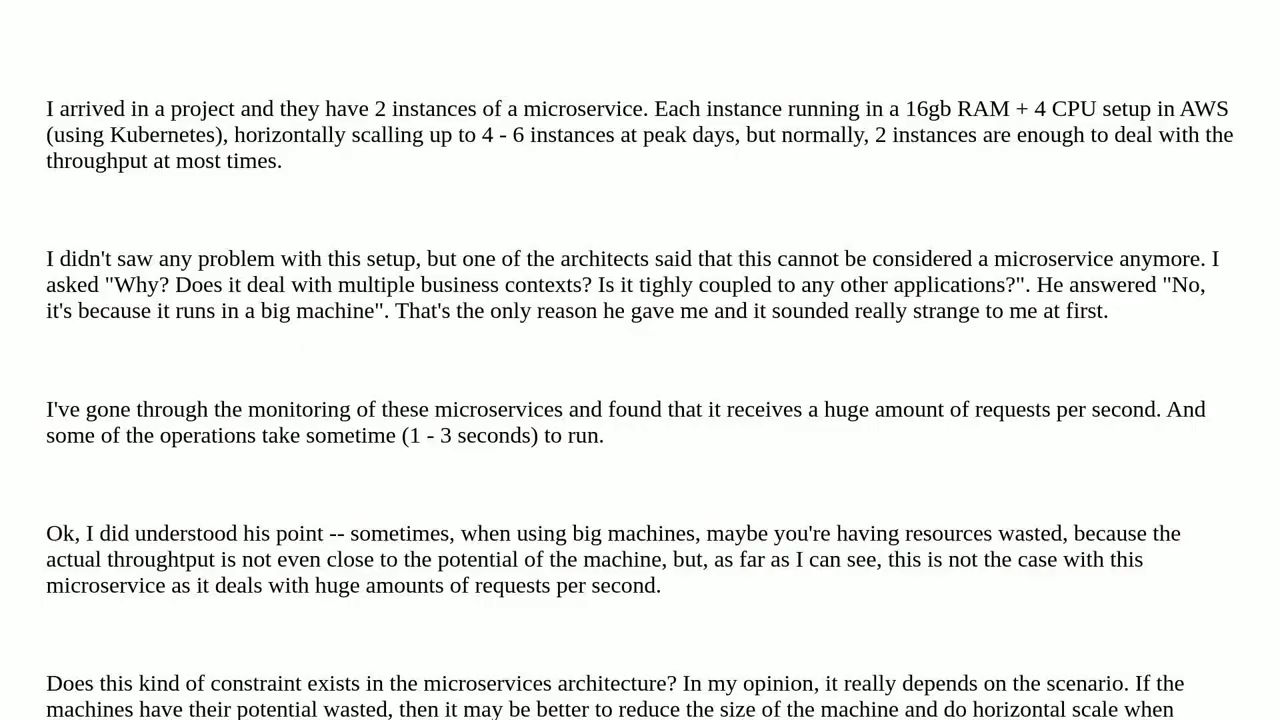 I arrived in a project and they have 2 instances of a microservice. Each instance running in a 16gb RAM + 4 CPU setup in AWS
(using Kubernetes), horizontally scalling up to 4 - 6 instances at peak days, but normally, 2 instances are enough to deal with the
throughput at most times.
I didn't saw any problem with this setup, but one of the architects said that this cannot be considered a microservice anymore. I
asked "Why? Does it deal with multiple business contexts? Is it tighly coupled to any other applications?". He answered "No,
it's because it runs in a big machine". That's the only reason he gave me and it sounded really strange to me at first.
I've gone through the monitoring of these microservices and found that it receives a huge amount of requests per second. And
some of the operations take sometime (1 - 3 seconds) to run.
Ok, I did understood his point -- sometimes, when using big machines, maybe you're having resources wasted, because the
actual throughtput is not even close to the potential of the machine, but, as far as I can see, this is not the case with this
microservice as it deals with huge amounts of requests per second.
Does this kind of constraint exists in the microservices architecture? In my opinion, it really depends on the scenario. If the
machines have their potential wasted, then it may be better to reduce the size of the machine and do horizontal scale when